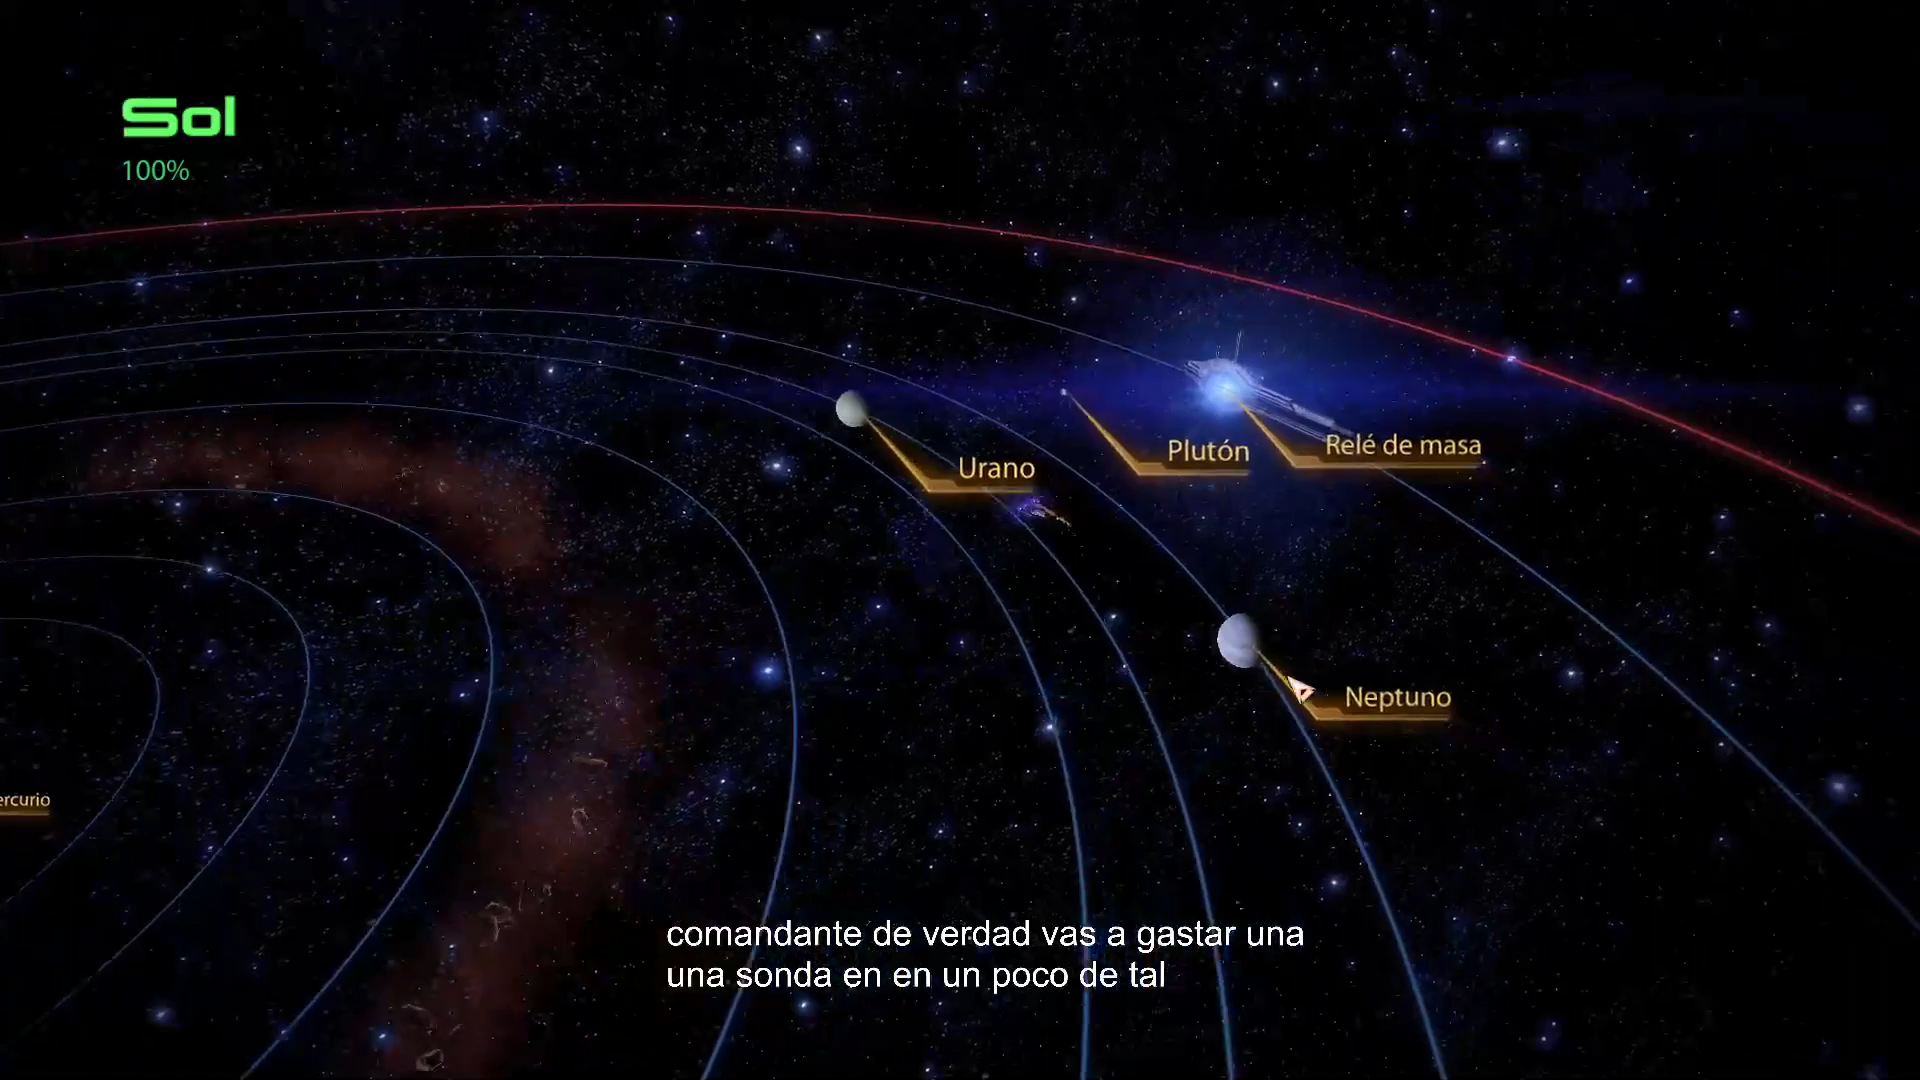 Sol
100%
Relé de masa
Plutón
Urano
Neptuno
ercurio
comandante de verdad vas a gastar una
una sonda en en un poco de tal